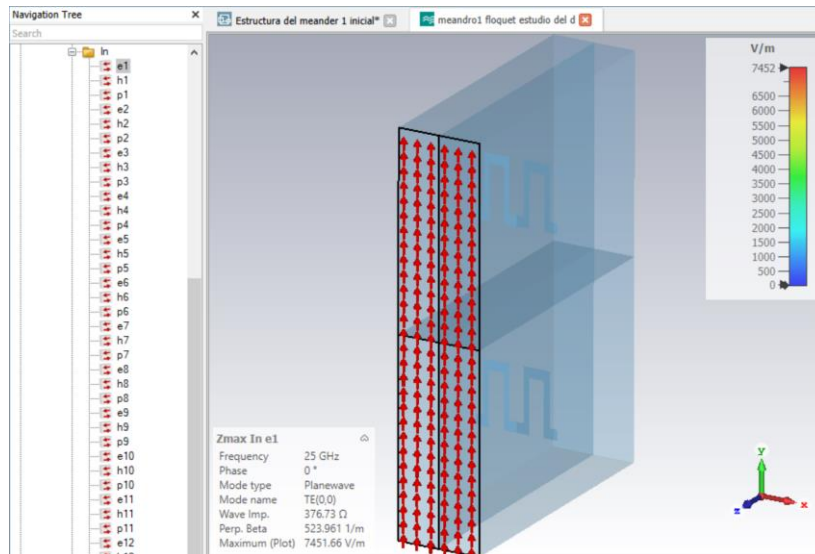 Navigation Tree
Search
In
e1
h1
p1
e2
h2
p2
e3
h3
p3
e4
h4
p4
e5
h5
p5
e6
h6
p6
e7
h7
p7
e8
h8
p8
e9
h9
p9
e10
h10
p10
e11
h11
p11
e12
Estructura del meander 1 inicial*
meandro1 floquet estudio del d
V/m
7452
6500
6000
5500
5000
4500
4000
3500
3000
2500
2000
1500
1000
500
0
Zmax In e1
Frequency 25 GHz
Phase 0 °
Mode type Planewave
Mode name TE(0,0)
Wave Imp. 376.73 Ω
Perp. Beta 523.961 1/m
Maximum (Plot) 7451.66 V/m
y
z
x